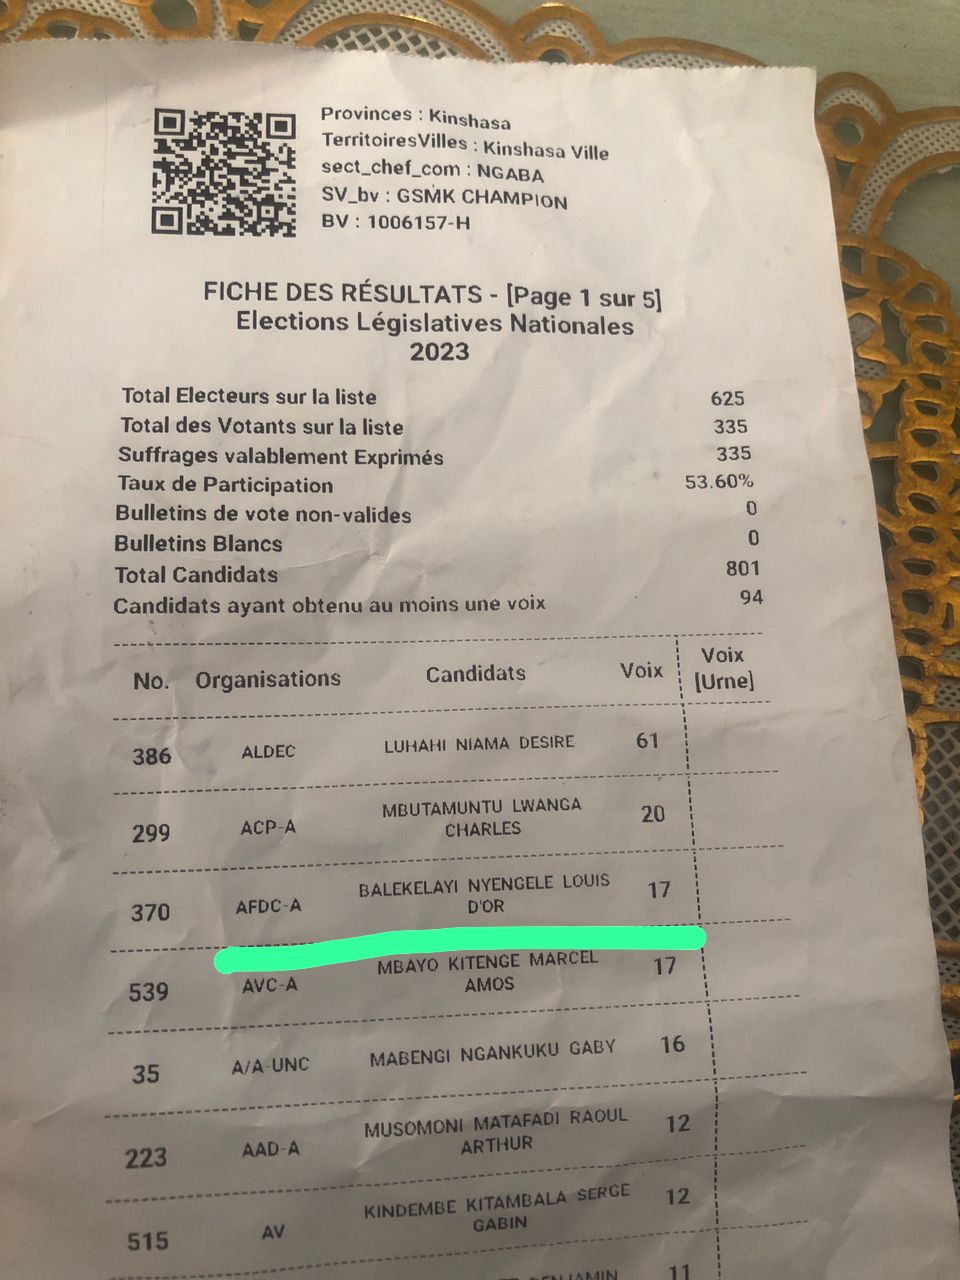 Provinces : Kinshasa
TerritoiresVilles : Kinshasa Ville
sect_chef_com : NGABA
SV_bv : GSMK CHAMPION
BV : 1006157-H
FICHE DES RÉSULTATS - [Page 1 sur 5]
Elections Législatives Nationales
2023
Total Electeurs sur la liste 625
Total des Votants sur la liste 335
Suffrages valablement Exprimés 335
Taux de Participation 53.60%
Bulletins de vote non-valides 0
Bulletins Blancs 0
Total Candidats 801
Candidats ayant obtenu au moins une voix 94
No. Organisations Candidats Voix Voix [Urne]
386 ALDEC LUHAHI NIAMA DESIRE 61
299 ACP-A MBUTAMUNTU LWANGA CHARLES 20
370 AFDC-A BALEKELAYI NYENGELE LOUIS D'OR 17
539 AVC-A MBAYO KITENGE MARCEL AMOS 17
35 A/A-UNC MABENGI NGANKUKU GABY 16
223 AAD-A MUSOMONI MATAFADI RAOUL ARTHUR 12
515 AV KINDEMBE KITAMBALA SERGE GABIN 12
BENJAMIN 11